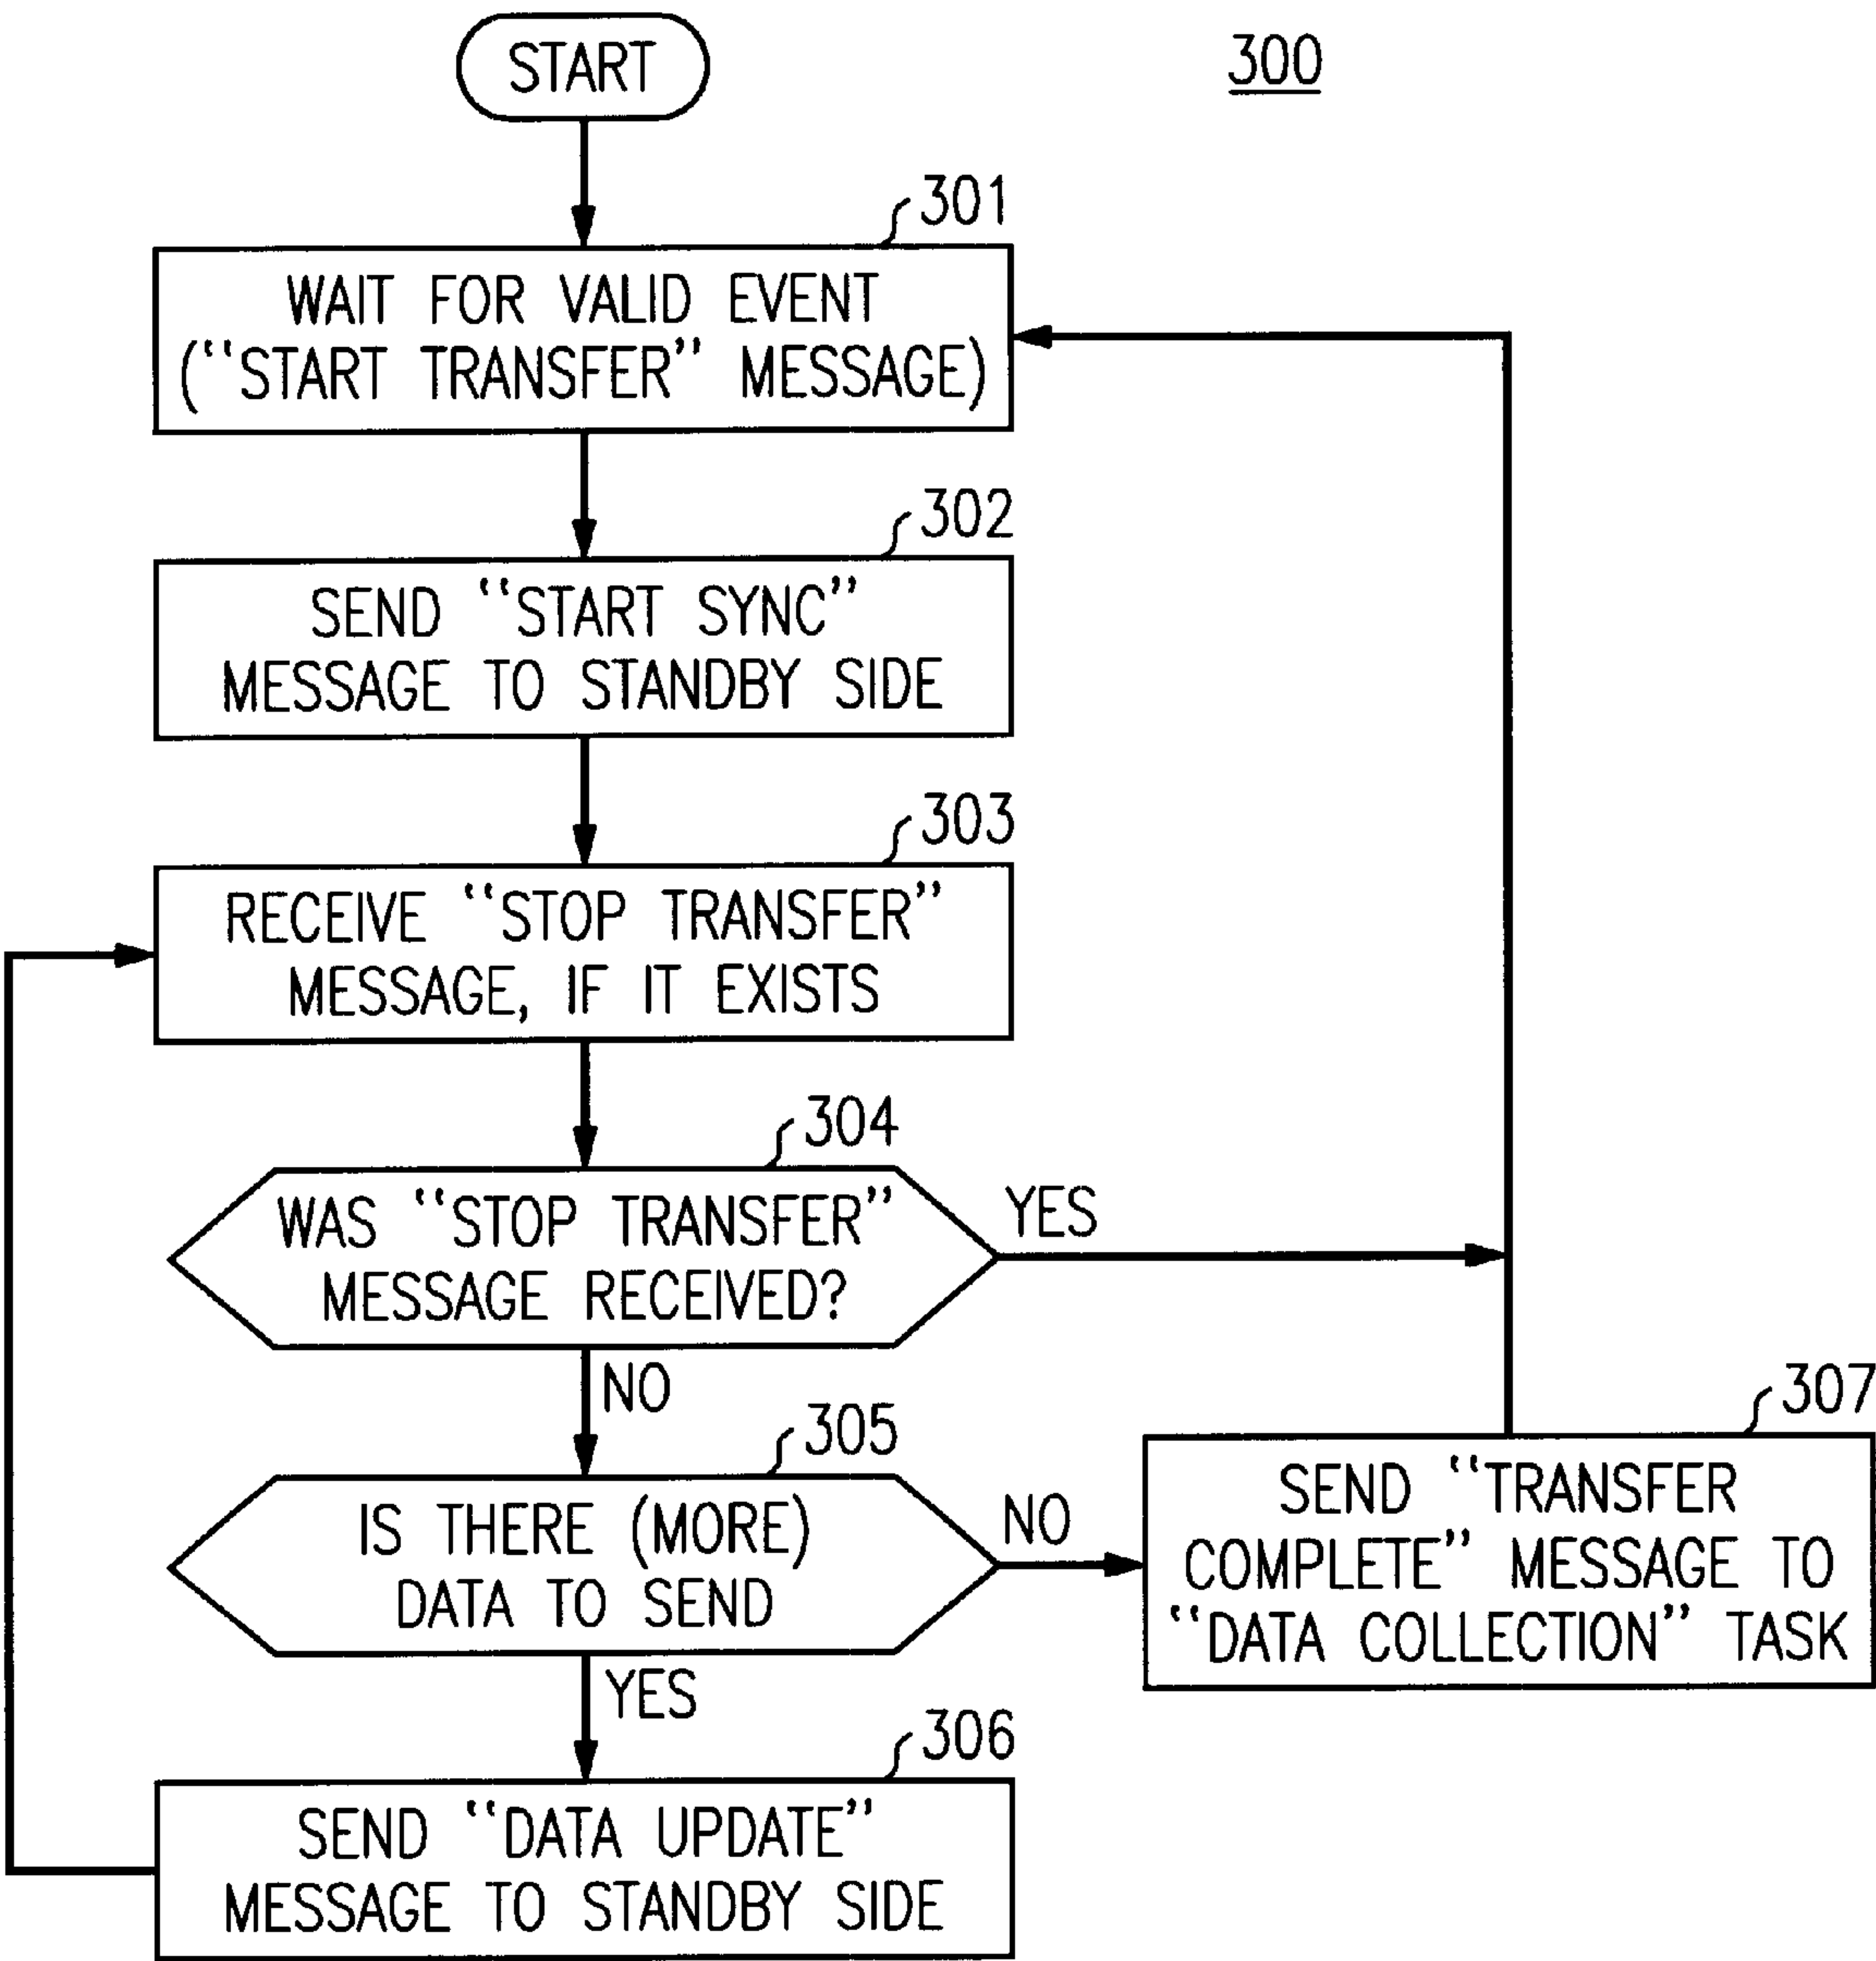 START
300
301
WAIT FOR VALID EVENT
(‘‘START TRANSFER’’ MESSAGE)
302
SEND ‘‘START SYNC’’
MESSAGE TO STANDBY SIDE
303
RECEIVE ‘‘STOP TRANSFER’’
MESSAGE, IF IT EXISTS
304
WAS ‘‘STOP TRANSFER’’
MESSAGE RECEIVED?
YES
NO
305
IS THERE (MORE)
DATA TO SEND
NO
YES
307
SEND ‘‘TRANSFER
COMPLETE’’ MESSAGE TO
‘‘DATA COLLECTION’’ TASK
306
SEND ‘‘DATA UPDATE’’
MESSAGE TO STANDBY SIDE